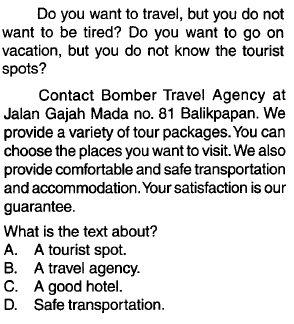 Do you want to travel, but you do not
want to be tired? Do you want to go on
vacation, but you do not know the tourist
spots?
Contact Bomber Travel Agency at
Jalan Gajah Mada no. 81 Balikpapan. We
provide a variety of tour packages. You can
choose the places you want to visit. We also
provide comfortable and safe transportation
and accommodation. Your satisfaction is our
guarantee.
What is the text about?
A. A tourist spot.
B. A travel agency.
C. A good hotel.
D. Safe transportation.